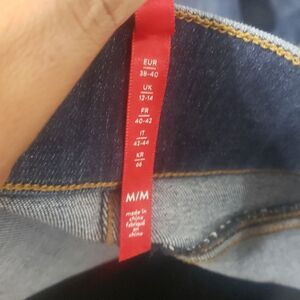 EUR
38-40
UK
12-14
FR
40-42
IT
42-44
KR
66
M/M
made in
china
fabriqué en
chine